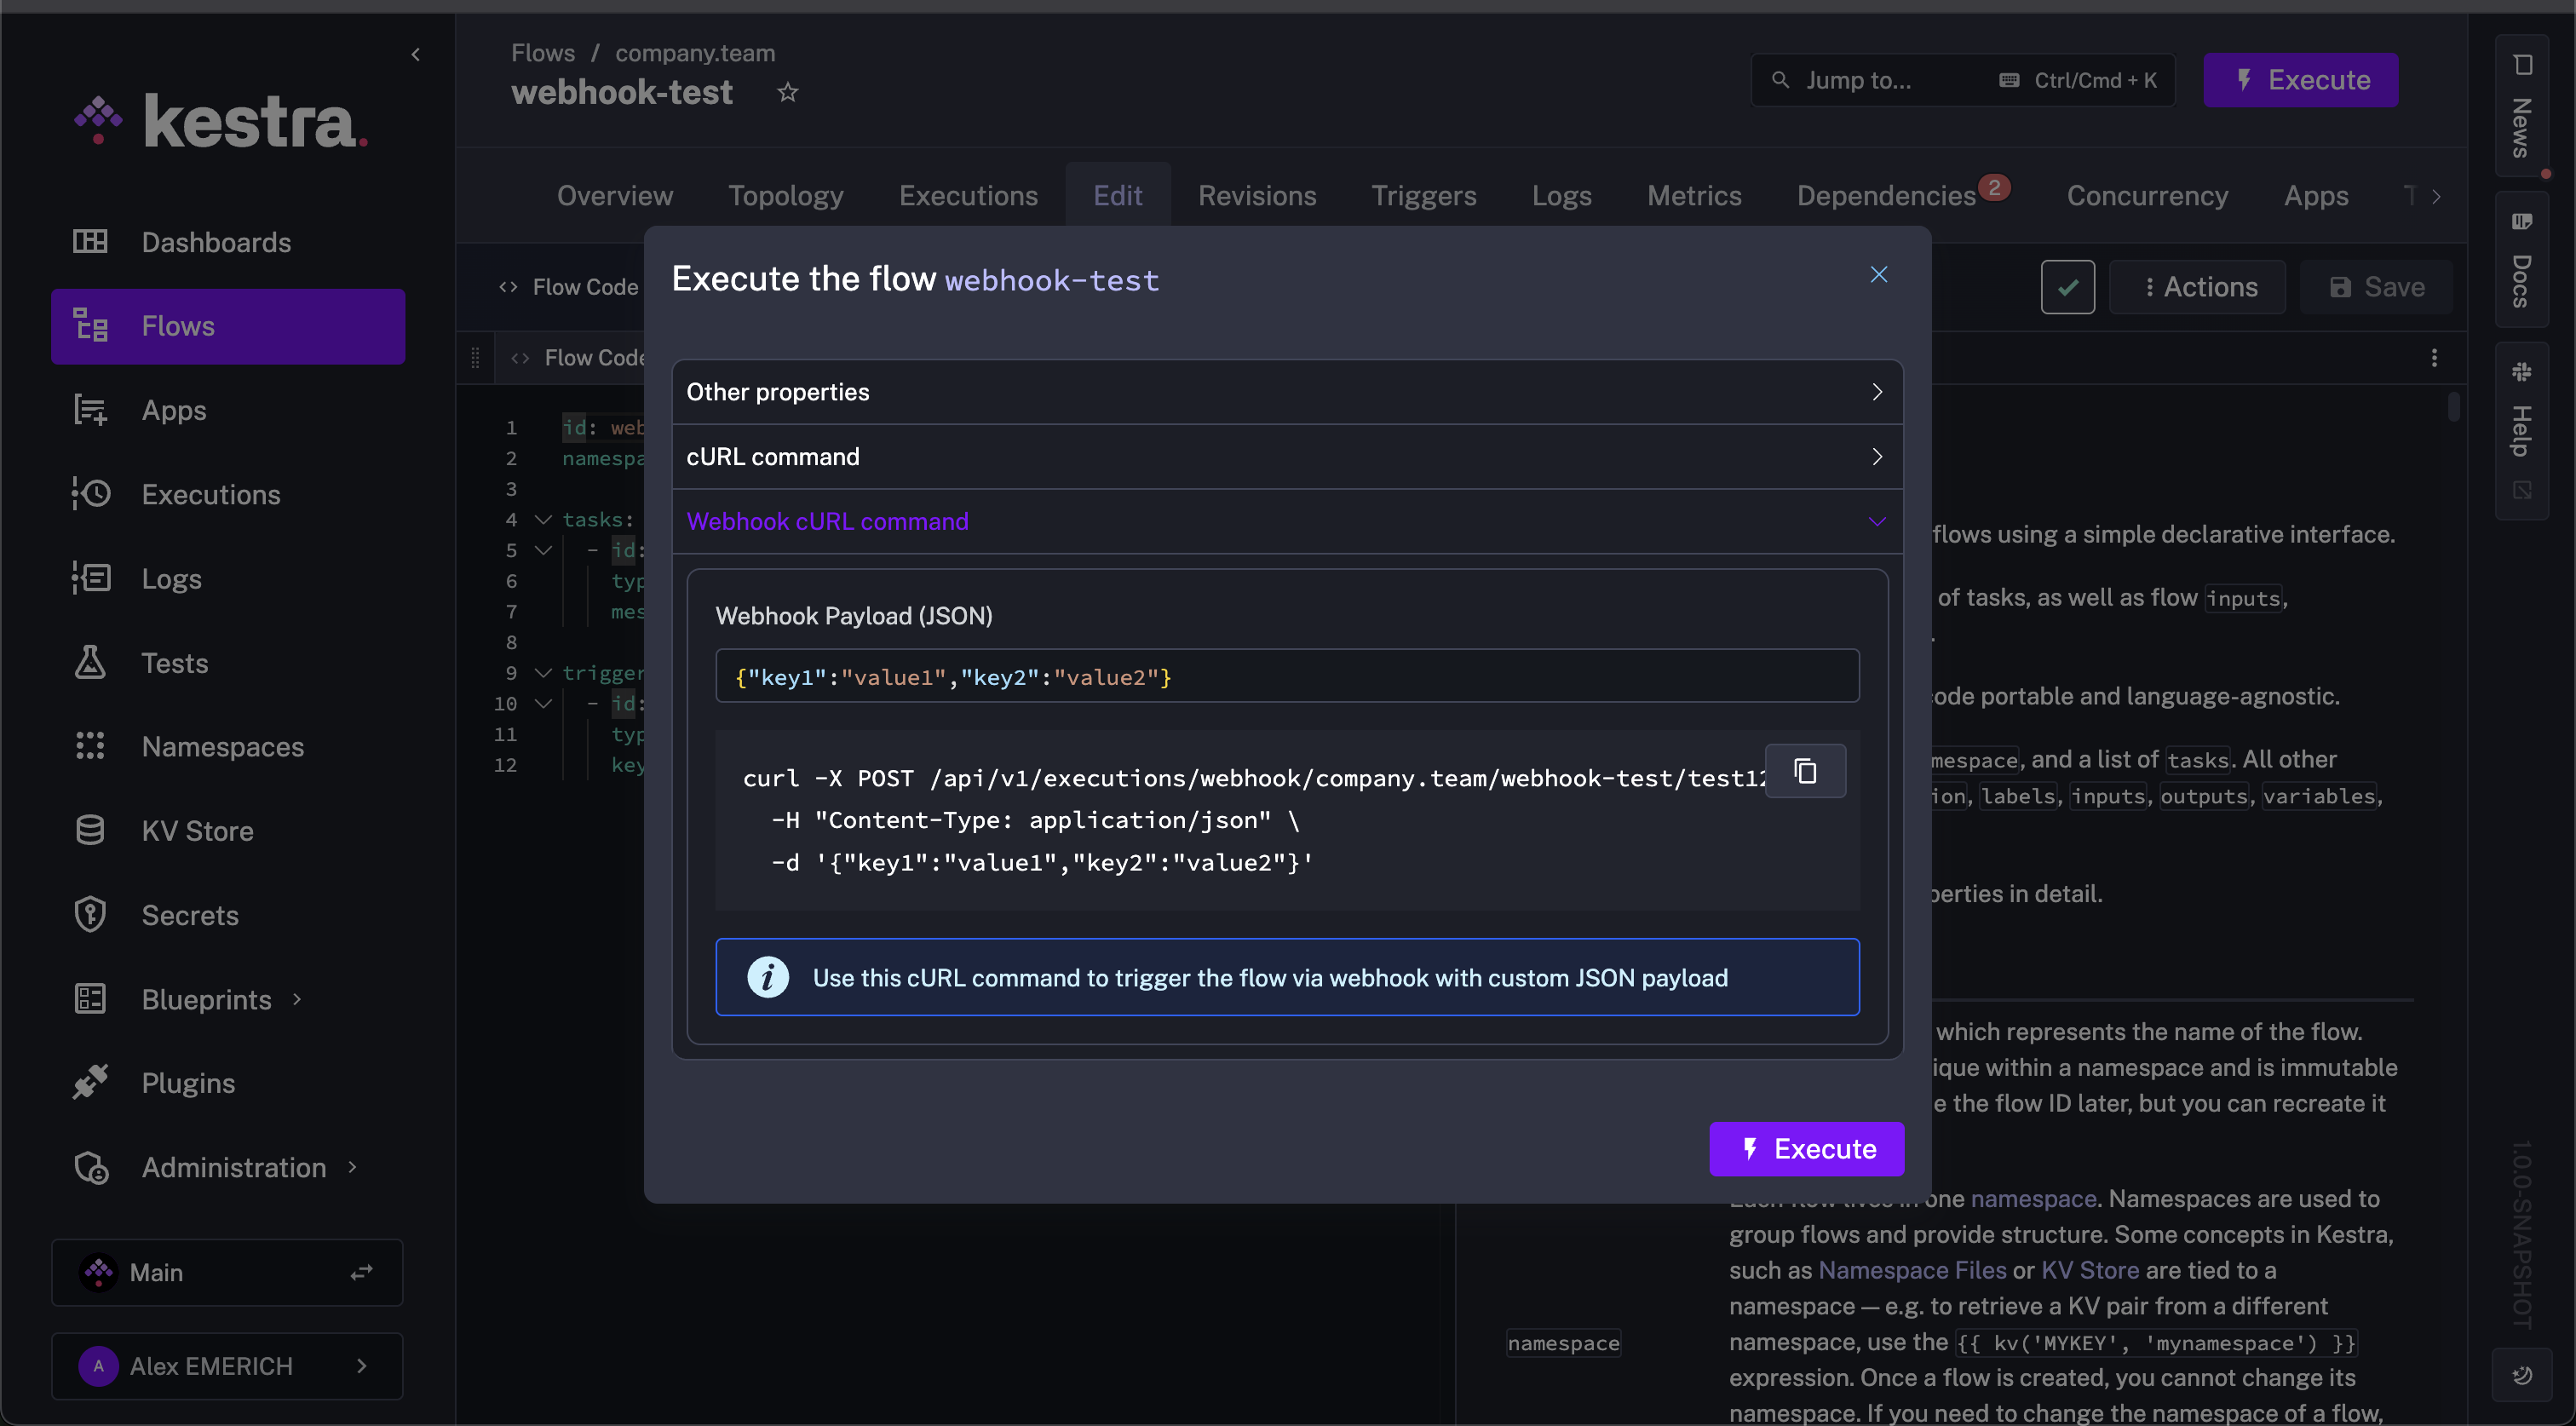 kestra.
Dashboards
Flows
Apps
Executions
Logs
Tests
Namespaces
KV Store
Secrets
Blueprints
Plugins
Administration
Main
A Alex EMERICH
Flows / company.team
webhook-test
Jump to... Ctrl/Cmd + K
Execute
Overview Topology Executions Edit Revisions Triggers Logs Metrics Dependencies 2 Concurrency Apps T
<> Flow Code
Actions
Save
<> Flow Code
1 id: web
2 namespa
3
4 tasks:
5 - id:
6 typ
7 mes
8
9 trigger
10 - id:
11 typ
12 key
Execute the flow webhook-test
Other properties
cURL command
Webhook cURL command
Webhook Payload (JSON)
{"key1":"value1","key2":"value2"}
curl -X POST /api/v1/executions/webhook/company.team/webhook-test/test12
-H "Content-Type: application/json" \
-d '{"key1":"value1","key2":"value2"}'
i Use this cURL command to trigger the flow via webhook with custom JSON payload
Execute
flows using a simple declarative interface.
of tasks, as well as flow inputs,
.
ode portable and language-agnostic.
mespace, and a list of tasks. All other
ion, labels, inputs, outputs, variables,
perties in detail.
which represents the name of the flow.
ique within a namespace and is immutable
e the flow ID later, but you can recreate it
Each flow lives in one namespace. Namespaces are used to
group flows and provide structure. Some concepts in Kestra,
such as Namespace Files or KV Store are tied to a
namespace — e.g. to retrieve a KV pair from a different
namespace namespace, use the {{ kv('MYKEY', 'mynamespace') }}
expression. Once a flow is created, you cannot change its
namespace. If you need to change the namespace of a flow,
News
Docs
Help
1.0.0-SNAPSHOT